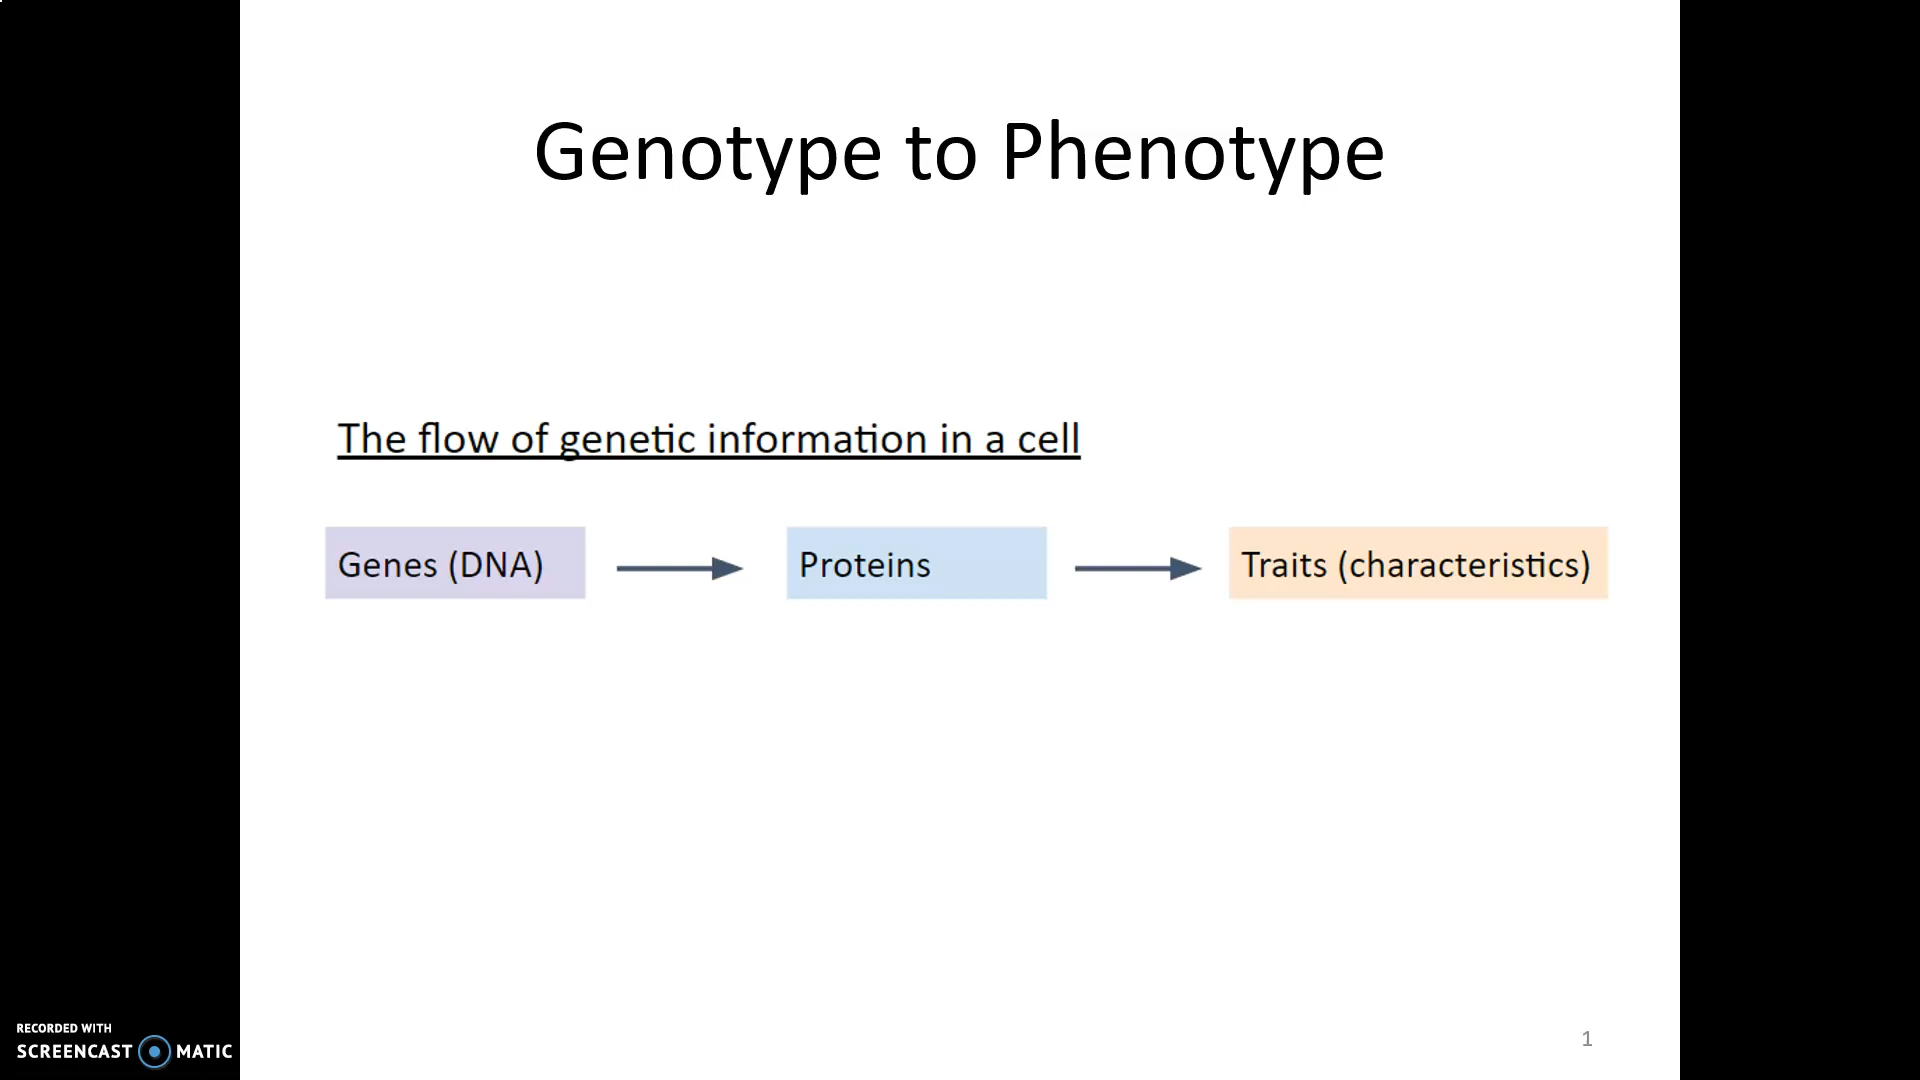 Genotype to Phenotype
The flow of genetic information in a cell
Genes (DNA)
Proteins
Traits (characteristics)
RECORDED WITH
SCREENCAST MATIC
1